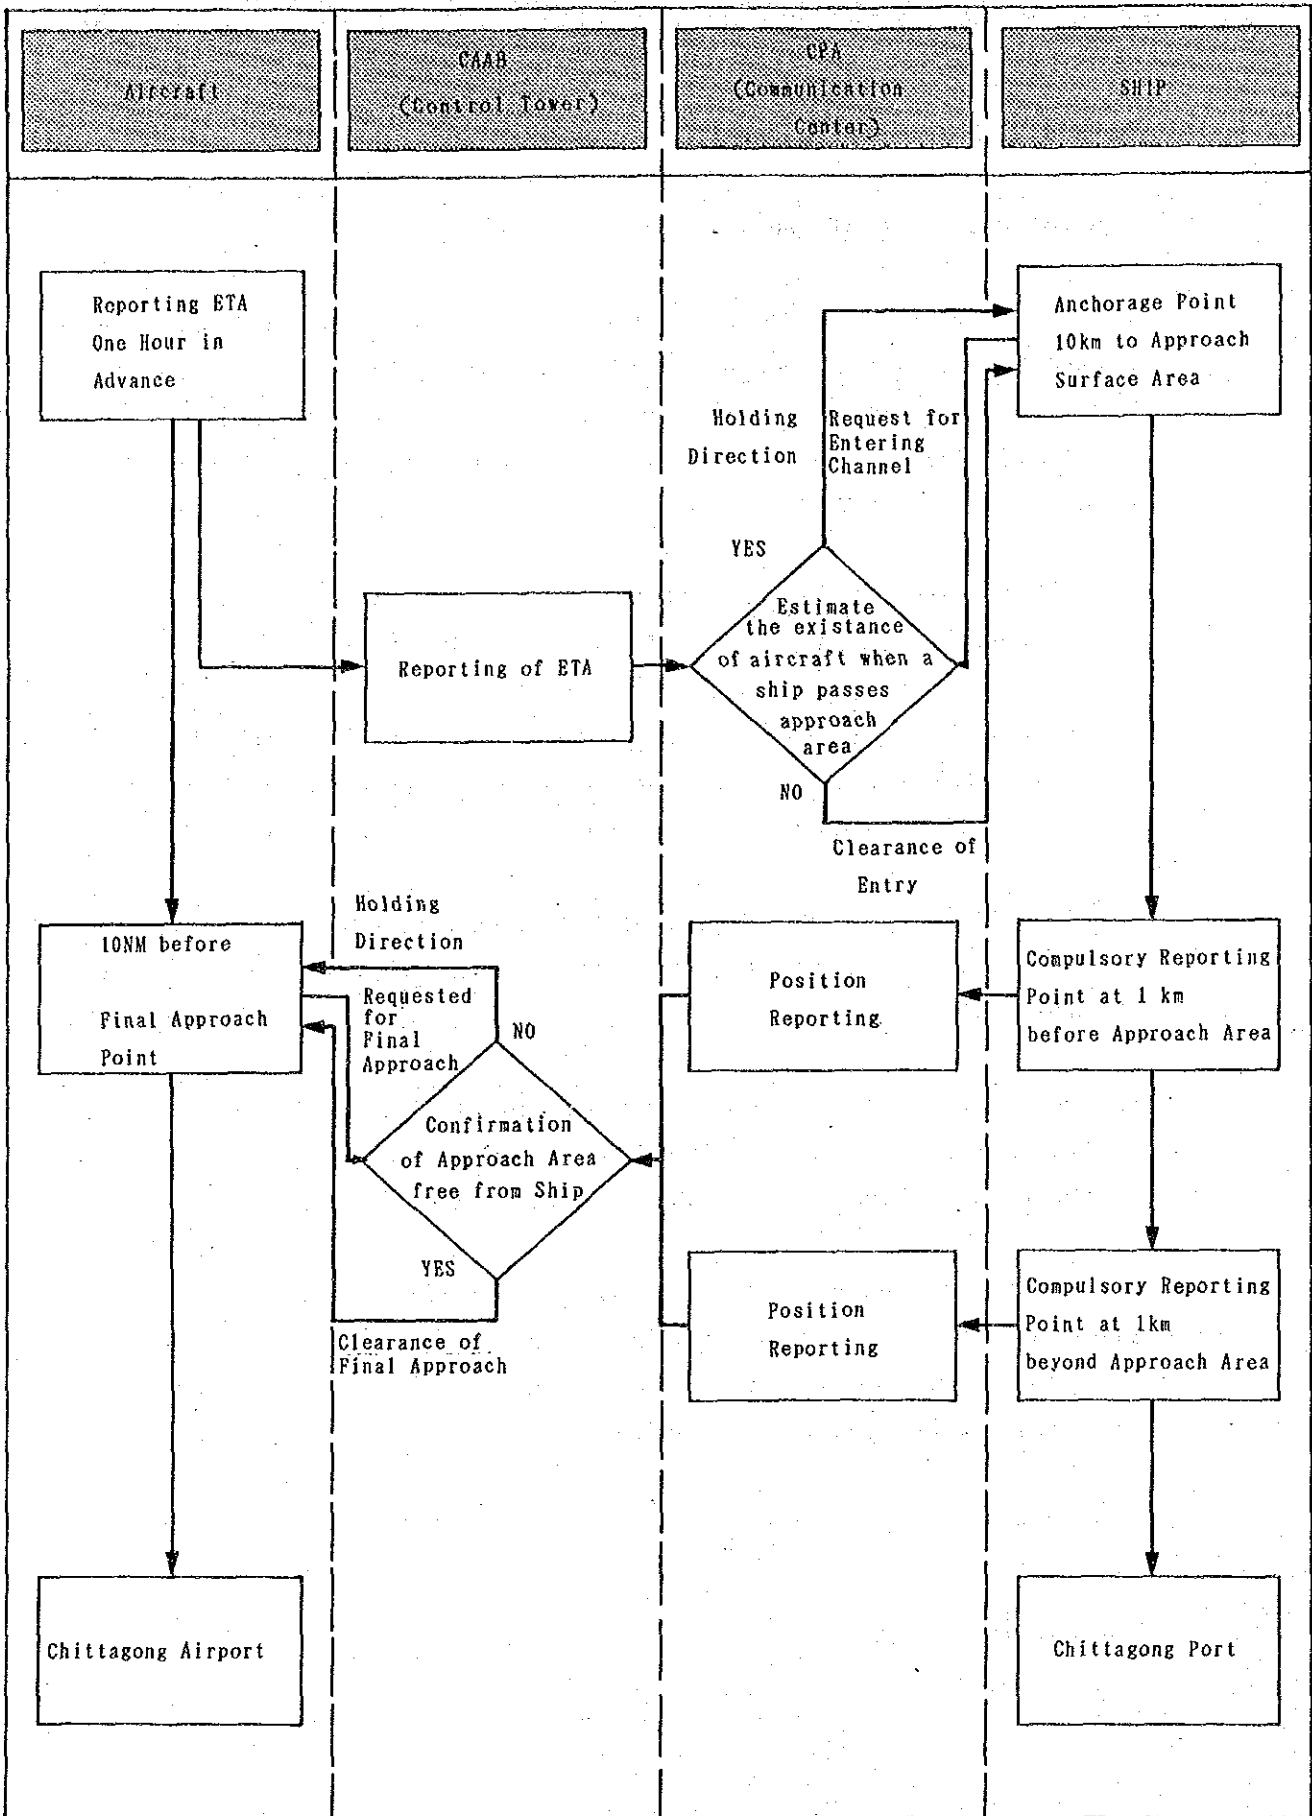 Aircraft
CAAB
(Control Tower)
CPA
(Communication
Center)
SHIP
Reporting ETA
One Hour in
Advance
Anchorage Point
10km to Approach
Surface Area
Holding
Direction
Request for
Entering
Channel
YES
Estimate
the existance
of aircraft when a
ship passes
approach
area
Reporting of ETA
NO
Clearance of
Entry
Holding
Direction
10NM before
Final Approach
Point
Requested
for
Final
Approach
NO
Position
Reporting
Compulsory Reporting
Point at 1 km
before Approach Area
Confirmation
of Approach Area
free from Ship
YES
Clearance of
Final Approach
Position
Reporting
Compulsory Reporting
Point at 1km
beyond Approach Area
Chittagong Airport
Chittagong Port